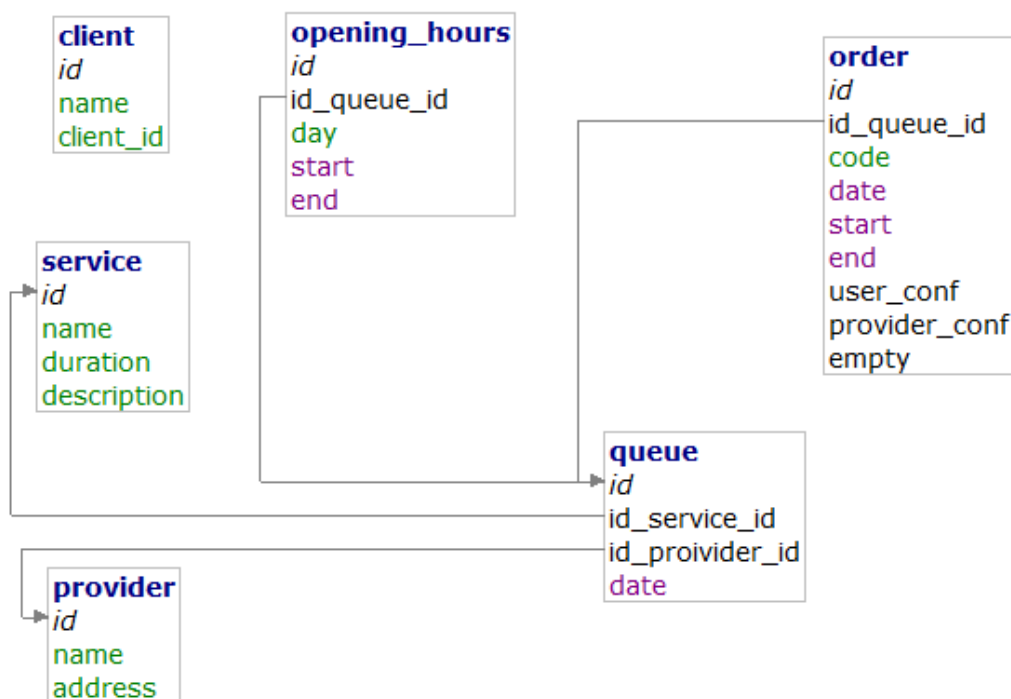 client
id
name
client_id
opening_hours
id
id_queue_id
day
start
end
order
id
id_queue_id
code
date
start
end
user_conf
provider_conf
empty
service
id
name
duration
description
queue
id
id_service_id
id_proivider_id
date
provider
id
name
address